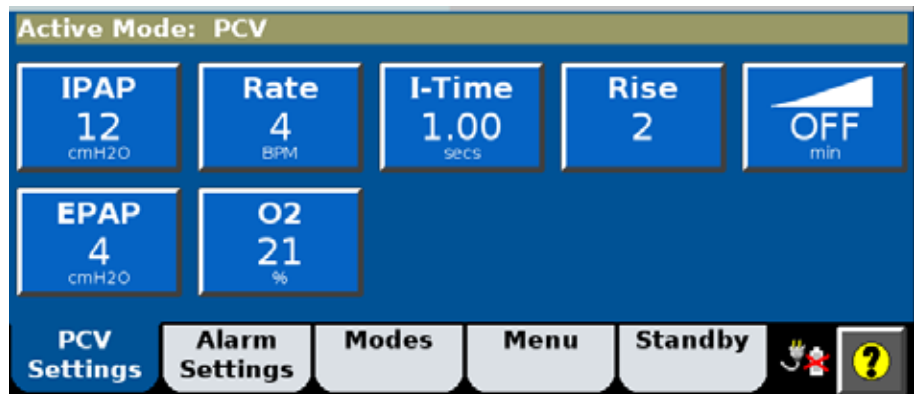 Active Mode: PCV
IPAP
12
cmH2O
Rate
4
BPM
I-Time
1.00
secs
Rise
2
OFF
min
EPAP
4
cmH2O
O2
21
%
PCV
Settings
Alarm
Settings
Modes
Menu
Standby
?